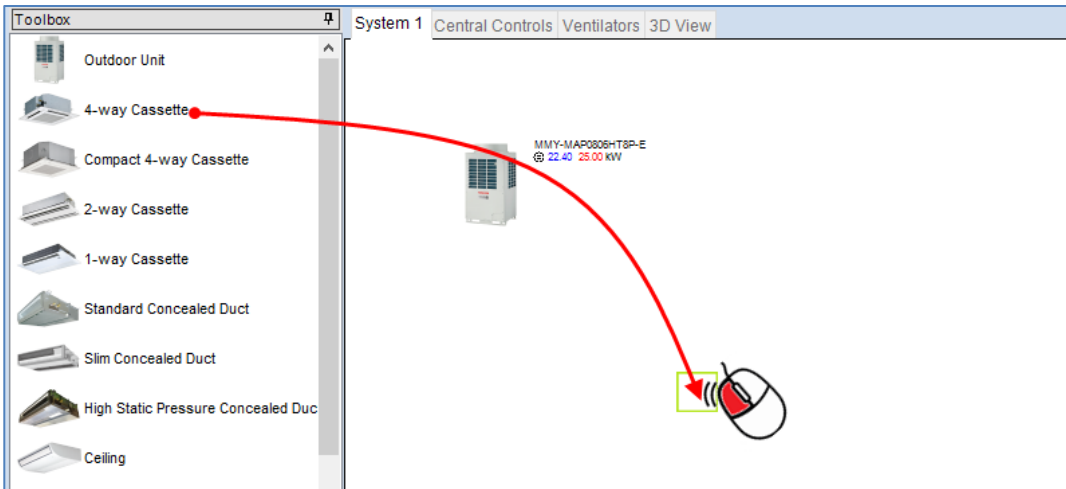 Toolbox
System 1 Central Controls Ventilators 3D View
Outdoor Unit
4-way Cassette
Compact 4-way Cassette
2-way Cassette
1-way Cassette
Standard Concealed Duct
Slim Concealed Duct
High Static Pressure Concealed Duc
Ceiling
MMY-MAP0806HT8P-E
22.40 25.00 kW